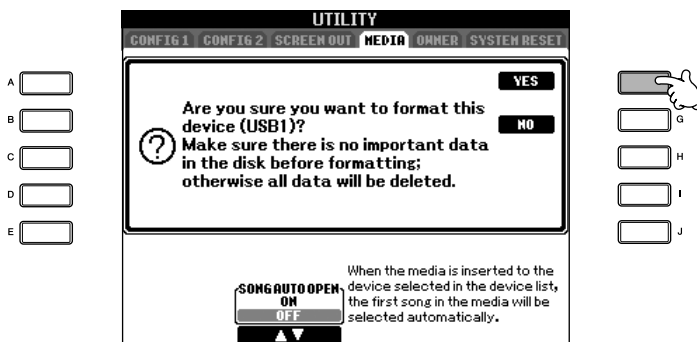 UTILITY
CONFIG 1 CONFIG 2 SCREEN OUT MEDIA OWNER SYSTEM RESET
YES
Are you sure you want to format this
device (USB1)?
NO
Make sure there is no important data
in the disk before formatting;
otherwise all data will be deleted.
A
B
C
D
E
G
H
I
J
SONG AUTO OPEN
ON
OFF
When the media is inserted to the
device selected in the device list,
the first song in the media will be
selected automatically.